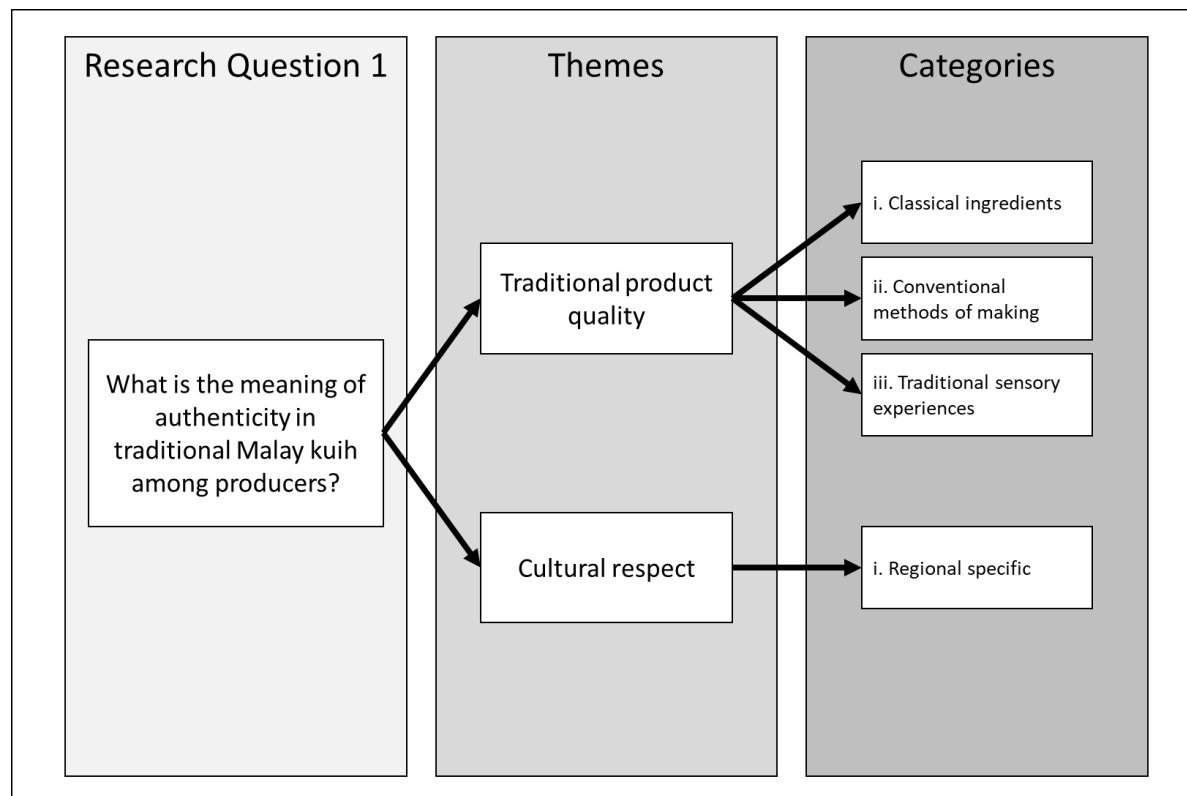 Research Question 1
Themes
Categories
What is the meaning of
authenticity in
traditional Malay kuih
among producers?
Traditional product
quality
Cultural respect
i. Classical ingredients
ii. Conventional
methods of making
iii. Traditional sensory
experiences
i. Regional specific